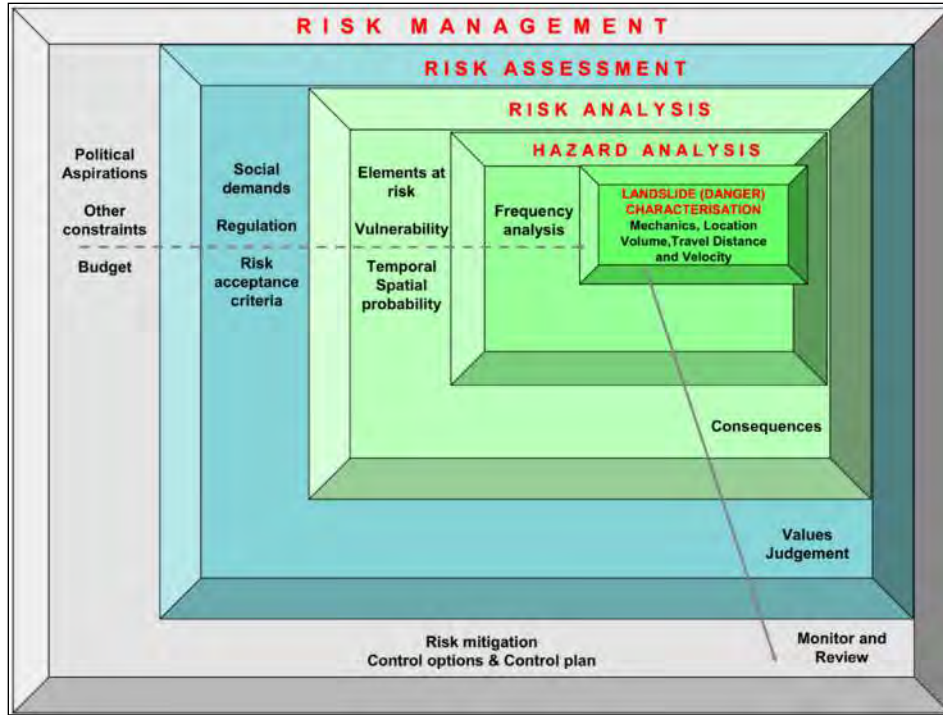 RISK MANAGEMENT
RISK ASSESSMENT
RISK ANALYSIS
HAZARD ANALYSIS
LANDSLIDE (DANGER)
CHARACTERISATION
Mechanics, Location
Volume,Travel Distance
and Velocity
Frequency
analysis
Elements at
risk
Vulnerability
Temporal
Spatial
probability
Social
demands
Regulation
Risk
acceptance
criteria
Political
Aspirations
Other
constraints
Budget
Consequences
Values
Judgement
Risk mitigation
Control options & Control plan
Monitor and
Review